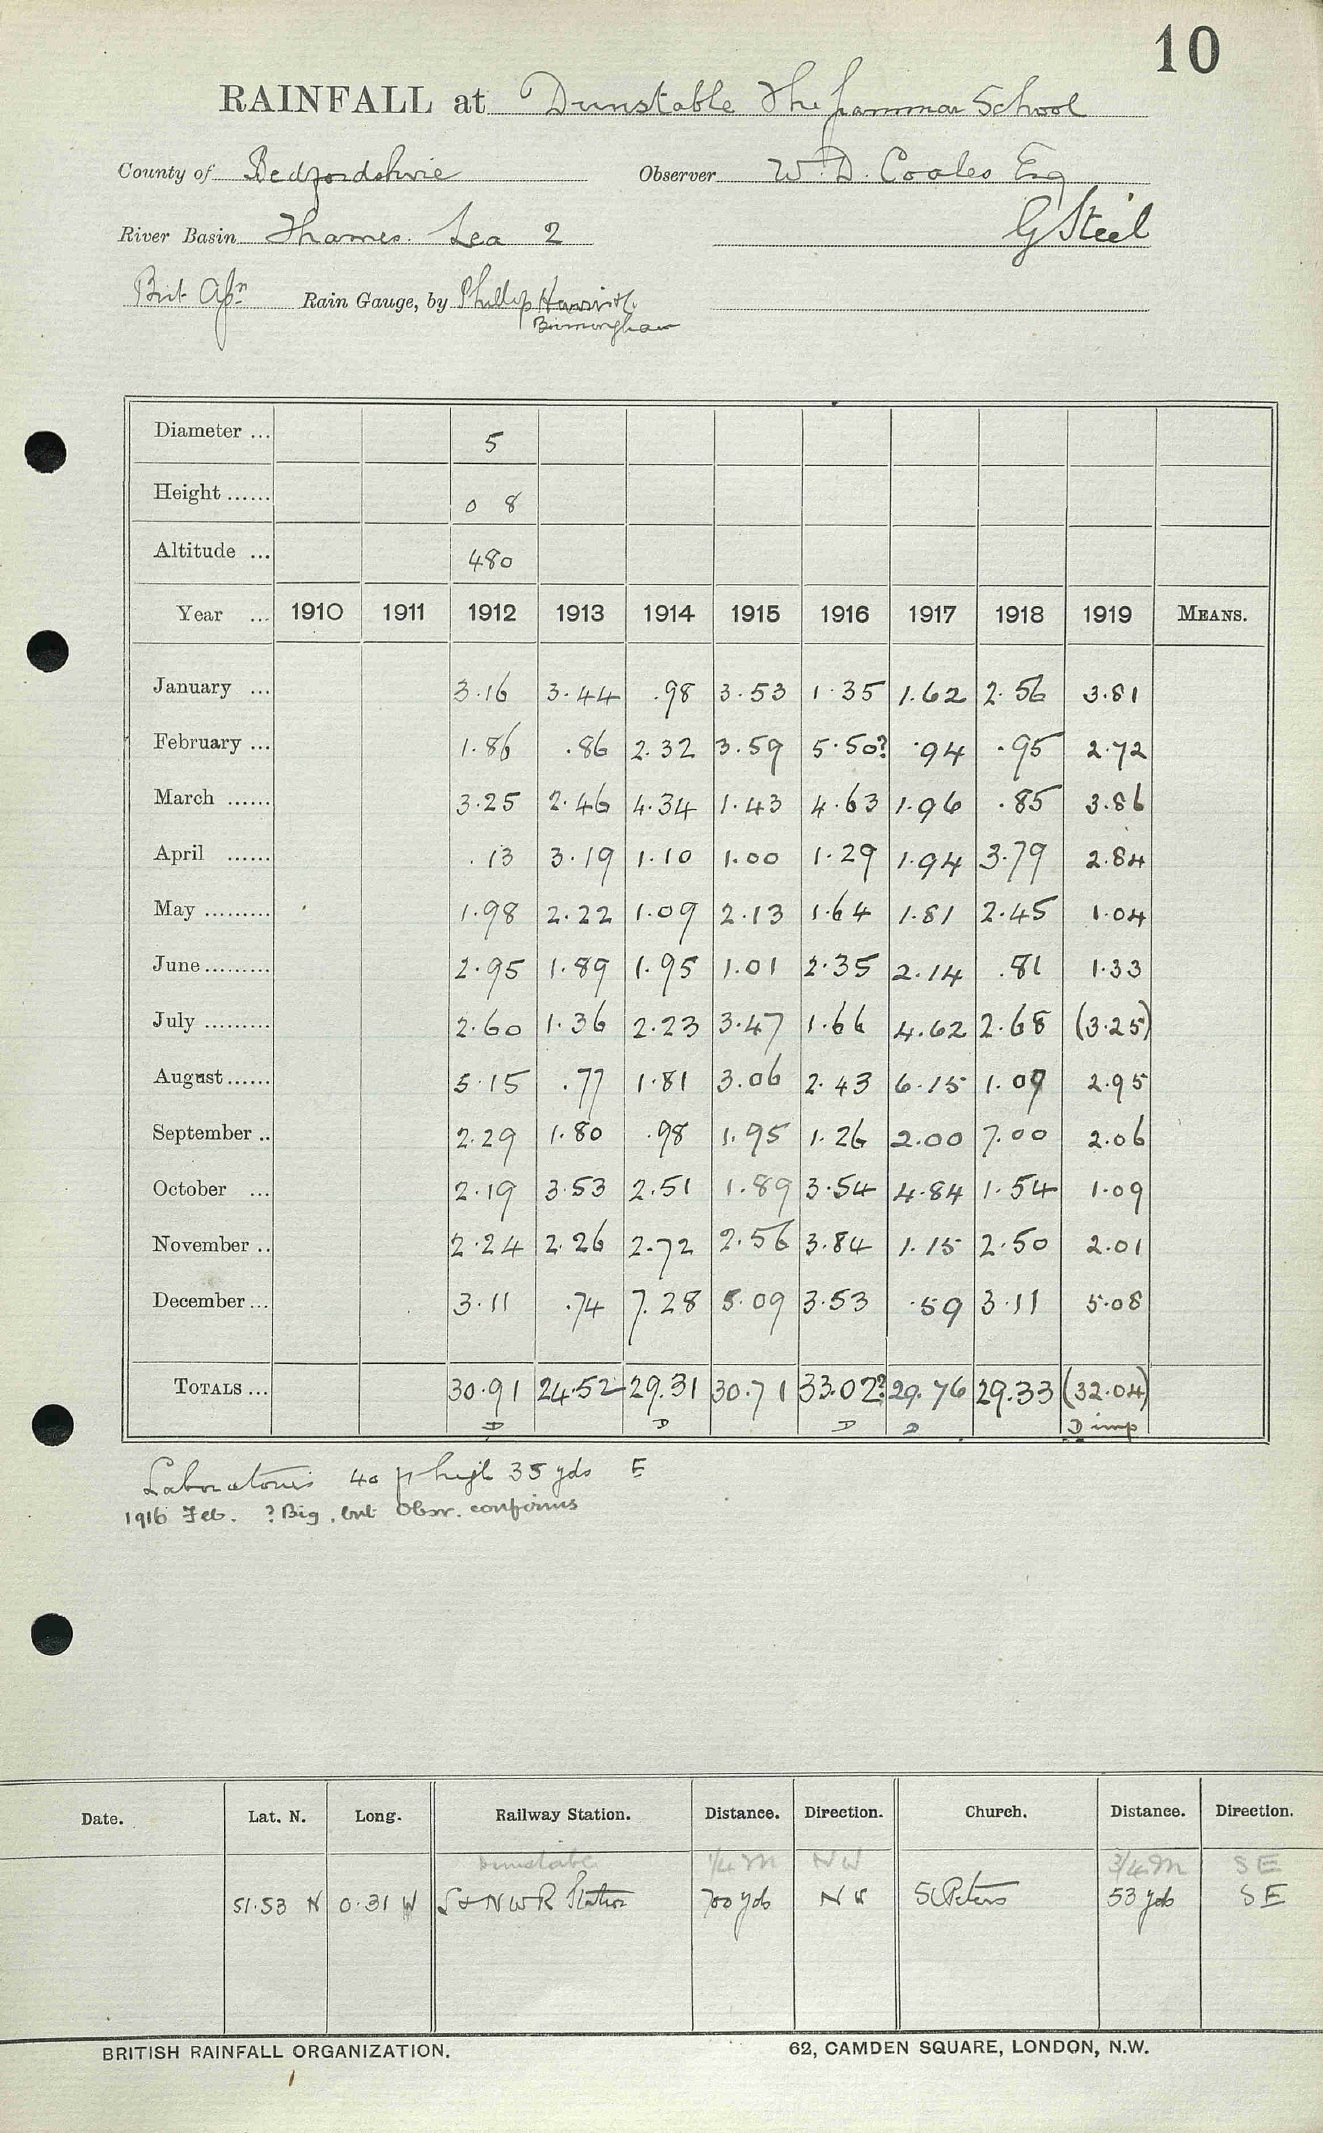 10
RAINFALL at Dunstable The Grammar School
County of Bedfordshire Observer W. D. Coales Esq
River Basin Thames. Lea 2 G Steel
Rain Gauge, by Phillip Harris
Birmingham
Diameter ... 5
Height ...... 0 8
Altitude ... 480
Year ... 1910 1911 1912 1913 1914 1915 1916 1917 1918 1919 MEANS.
January ... 3.16 3.44 .98 3.53 1.35 1.62 2.56 3.81
February ... 1.86 .86 2.32 3.59 5.50? .94 .95 2.72
March ...... 3.25 2.46 4.34 1.43 4.63 1.96 .85 3.86
April ...... .13 3.19 1.10 1.00 1.29 1.94 3.79 2.84
May ......... 1.98 2.22 1.09 2.13 1.64 1.81 2.45 1.04
June ......... 2.95 1.89 1.95 1.01 2.35 2.14 .81 1.33
July ......... 2.60 1.36 2.23 3.47 1.66 4.62 2.68 (3.25)
August ...... 5.15 .77 1.81 3.06 2.43 6.15 1.09 2.95
September .. 2.29 1.80 .98 1.95 1.26 2.00 7.00 2.06
October ... 2.19 3.53 2.51 1.89 3.54 4.84 1.54 1.09
November .. 2.24 2.26 2.72 2.56 3.84 1.15 2.50 2.01
December ... 3.11 .74 7.28 5.09 3.53 .59 3.11 5.08
TOTALS ... 30.91 24.52 29.31 30.71 33.02? 29.76 29.33 (32.04)
D D D D D imp
40 ft high 35 yds E
1916 Feb. ? Big, but Obsr. confirms
Date. Lat. N. Long. Railway Station. Distance. Direction. Church. Distance. Direction.
Dunstable 1/4 m NW 3/4 m SE
51.53 N 0.31 W L & NWR Station 700 yds NW St Peters 53 yds SE
BRITISH RAINFALL ORGANIZATION. 62, CAMDEN SQUARE, LONDON, N.W.